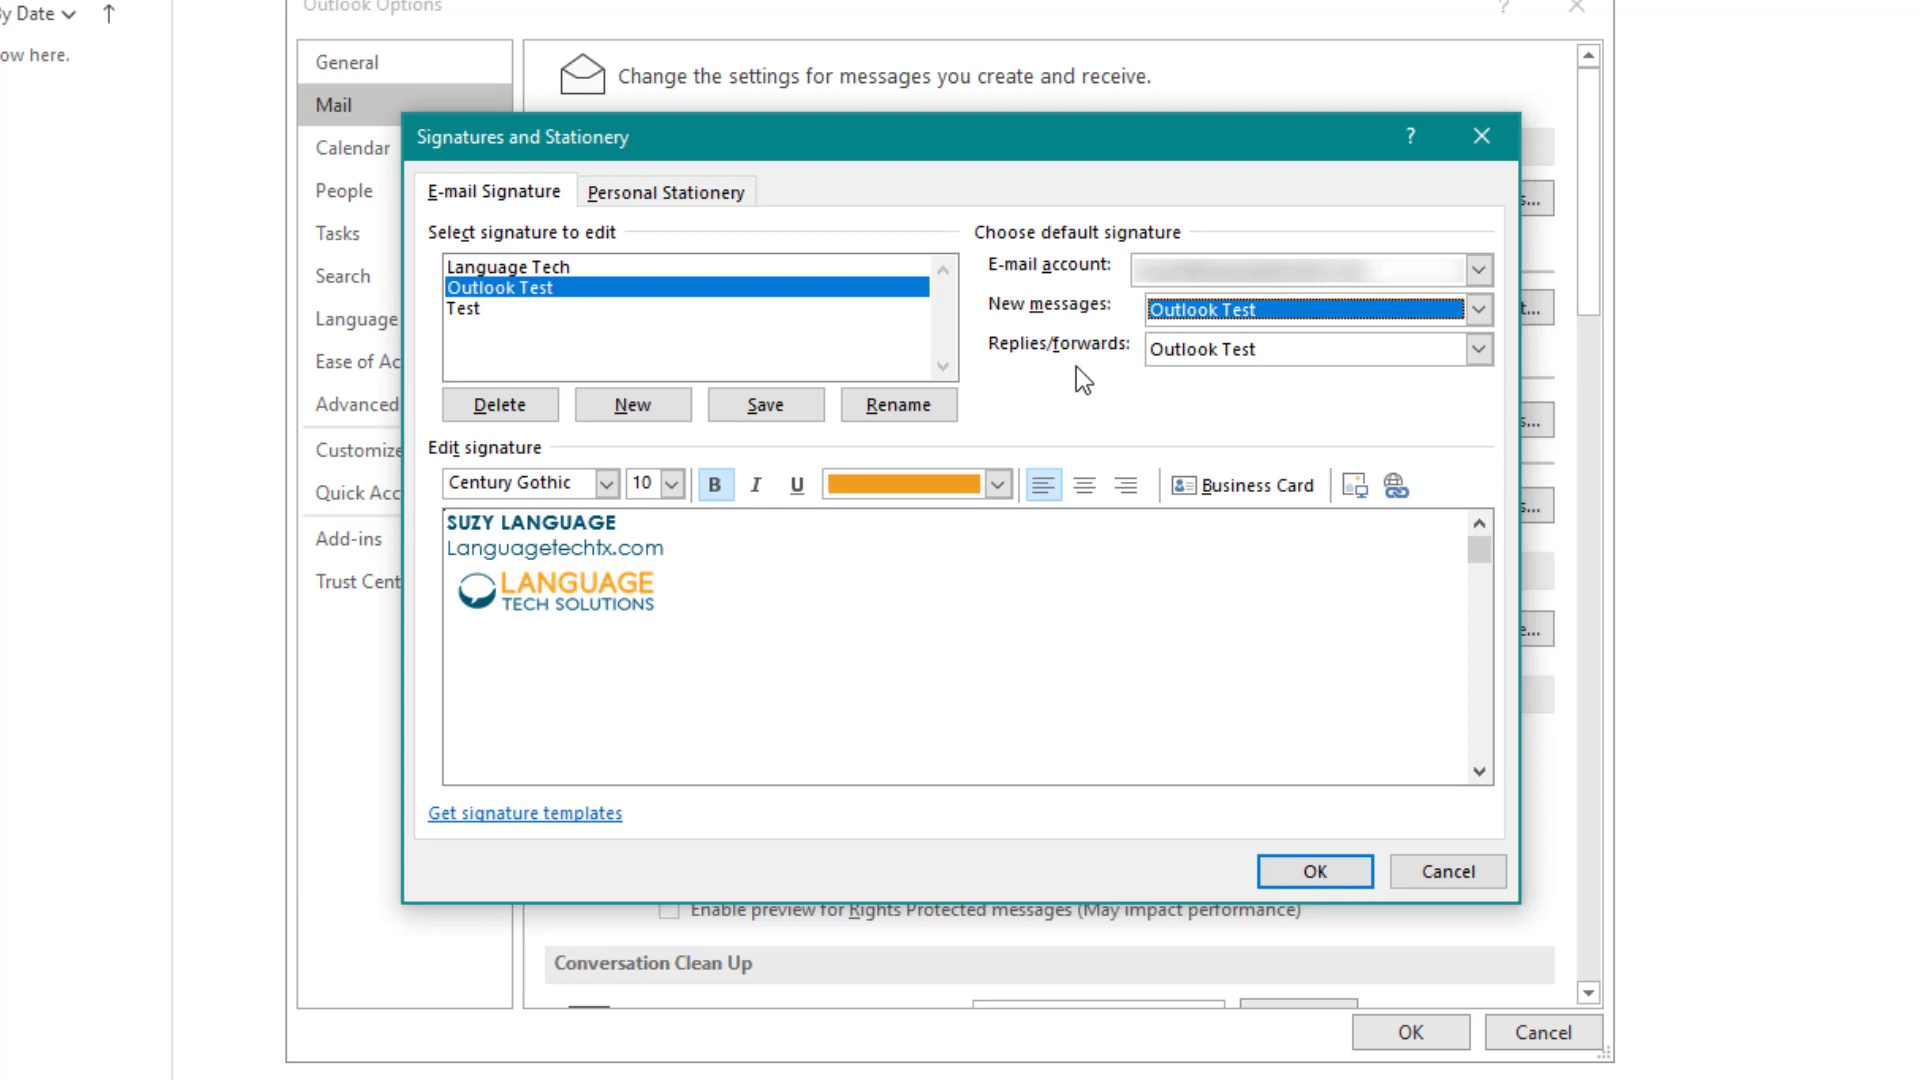 By Date
Outlook Options
?
ow here.
General
Mail
Calendar
People
Tasks
Search
Language
Ease of Ac
Advanced
Customize
Quick Acc
Add-ins
Trust Cent
Change the settings for messages you create and receive.
Signatures and Stationery
?
E-mail Signature
Personal Stationery
Select signature to edit
Language Tech
Outlook Test
Test
Delete
New
Save
Rename
Choose default signature
E-mail account:
New messages:
Outlook Test
Replies/forwards:
Outlook Test
Edit signature
Century Gothic
10
B
I
U
Business Card
SUZY LANGUAGE
Languagetechtx.com
LANGUAGE
TECH SOLUTIONS
Get signature templates
OK
Cancel
s...
t...
s...
s...
e...
Enable preview for Rights Protected messages (May impact performance)
Conversation Clean Up
OK
Cancel